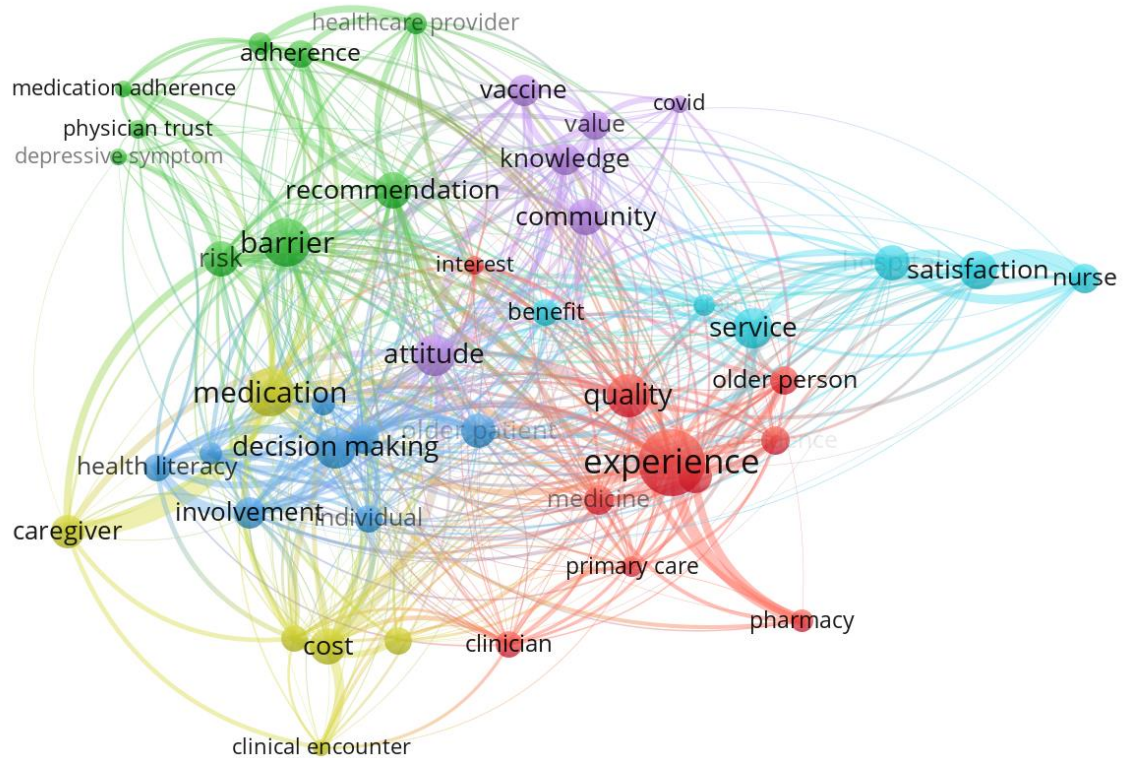 healthcare provider
adherence
medication adherence
vaccine
covid
value
physician trust
depressive symptom
knowledge
recommendation
community
barrier
risk
interest
hospital
satisfaction
nurse
benefit
service
attitude
older person
medication
quality
older patient
decision making
experience
health literacy
medicine
involvement
individual
caregiver
primary care
pharmacy
cost
clinician
clinical encounter